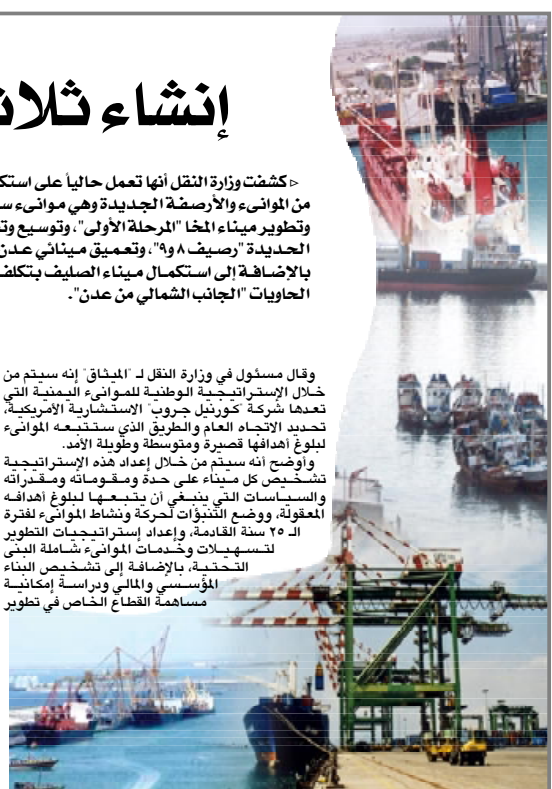 إنشاء
< كشفت وزارة النقل أنها تعمل حالياً على
من الموانىء والأرصفة الجديدة وهي موانىء
وتطوير ميناء المخا "المرحلة الأولى"، وتوسيع
الحديدة "رصيف ٨ و٩"، وتعميق مينائي عدن
بالإضافة إلى استكمال ميناء الصليف
الحاويات "الجانب الشمالي من عدن".
وقال مسئول في وزارة النقل لـ "الميثاق" إنه سيتم من
خلال الإستراتيجية الوطنية للموانىء اليمنية التي
تعدها شركة "كورنيل جروب" الاستشارية الأمريكية،
تحديد الاتجاه العام والطريق الذي ستتبعه الموانىء
لبلوغ أهدافها قصيرة ومتوسطة وطويلة الأمد.
وأوضح أنه سيتم من خلال إعداد هذه الإستراتيجية
تشخيص كل ميناء على حدة ومقوماته ومقدراته
والسياسات التي ينبغي أن يتبعها لبلوغ أهدافه
المعقولة، ووضع التنبؤات لحركة ونشاط الموانىء لفترة
الـ ٢٥ سنة القادمة، وإعداد إستراتيجيات التطوير
لتسهيلات وخدمات الموانىء شاملة البنى
التحتية، بالإضافة إلى تشخيص البناء
المؤسسي والمالي ودراسة إمكانية
مساهمة القطاع الخاص في تطوير